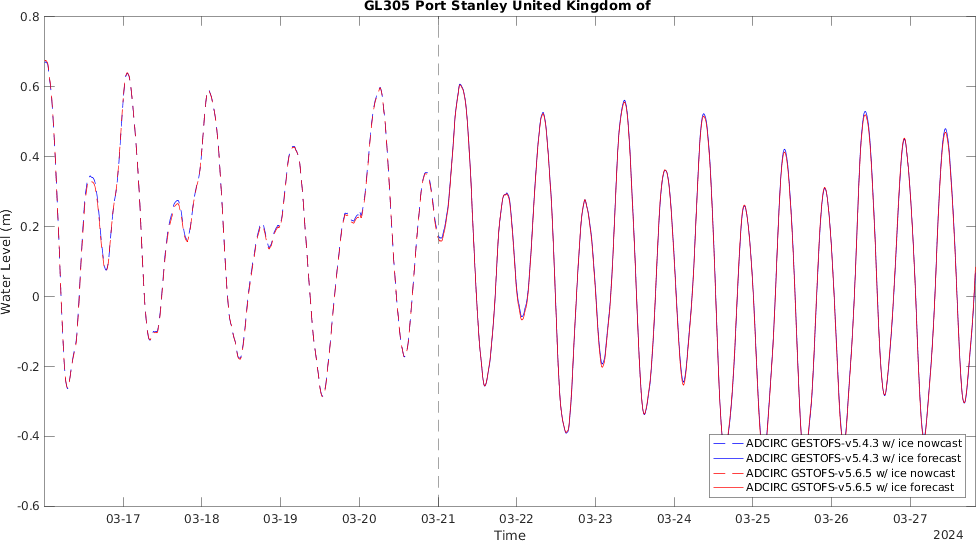 GL305 Port Stanley United Kingdom of
0.8
0.6
0.4
0.2
0
-0.2
-0.4
-0.6
Water Level (m)
ADCIRC GESTOFS-v5.4.3 w/ ice nowcast
ADCIRC GESTOFS-v5.4.3 w/ ice forecast
ADCIRC GSTOFS-v5.6.5 w/ ice nowcast
ADCIRC GSTOFS-v5.6.5 w/ ice forecast
03-17 03-18 03-19 03-20 03-21 03-22 03-23 03-24 03-25 03-26 03-27
Time
2024